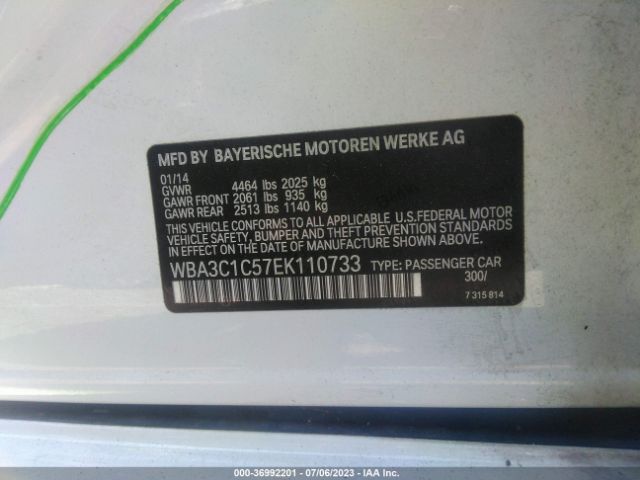 MFD BY BAYERISCHE MOTOREN WERKE AG
01/14
GVWR 4464 lbs 2025 kg
GAWR FRONT 2061 lbs 935 kg
GAWR REAR 2513 lbs 1140 kg
THIS VEHICLE CONFORMS TO ALL APPLICABLE U.S.FEDERAL MOTOR
VEHICLE SAFETY, BUMPER AND THEFT PREVENTION STANDARDS
IN EFFECT ON THE DATE OF MANUFACTURE SHOWN ABOVE.
WBA3C1C57EK110733 TYPE: PASSENGER CAR
300/
7 315 814
000-36992201 - 07/06/2023 - IAA Inc.